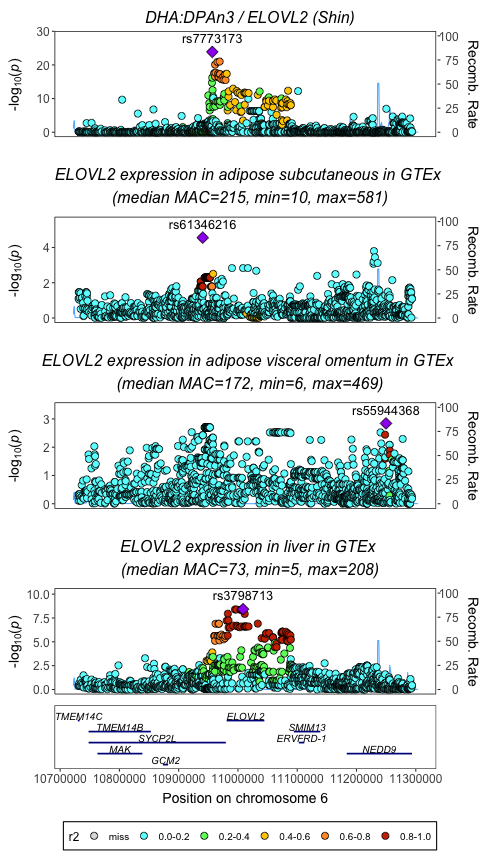 DHA:DPAn3 / ELOVL2 (Shin)
rs7773173
30
20
10
0
100
75
50
25
0
-log10(p)
Recomb. Rate
ELOVL2 expression in adipose subcutaneous in GTEx
(median MAC=215, min=10, max=581)
rs61346216
4
2
0
100
75
50
25
0
-log10(p)
Recomb. Rate
ELOVL2 expression in adipose visceral omentum in GTEx
(median MAC=172, min=6, max=469)
rs55944368
3
2
1
0
100
75
50
25
0
-log10(p)
Recomb. Rate
ELOVL2 expression in liver in GTEx
(median MAC=73, min=5, max=208)
rs3798713
10.0
7.5
5.0
2.5
0.0
100
75
50
25
0
-log10(p)
Recomb. Rate
TMEM14C ELOVL2
TMEM14B SMIM13
SYCP2L ERVERD-1
MAK NEDD9
GCM2
10700000 10800000 10900000 11000000 11100000 11200000 11300000
Position on chromosome 6
r2 miss 0.0-0.2 0.2-0.4 0.4-0.6 0.6-0.8 0.8-1.0